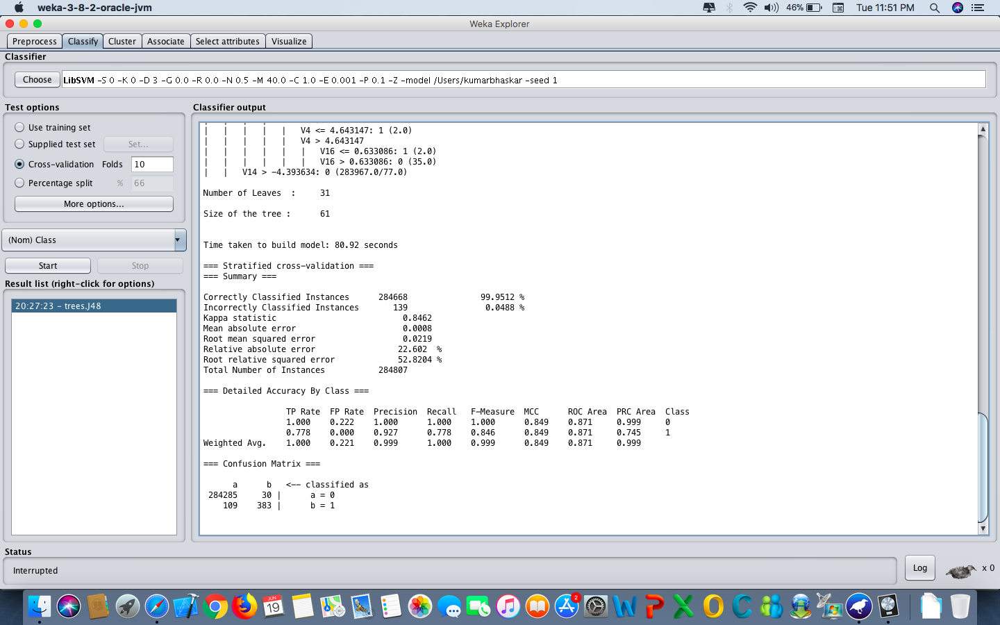 weka-3-8-2-oracle-jvm
46%
Tue 11:51 PM
Weka Explorer
Preprocess Classify Cluster Associate Select attributes Visualize
Classifier
Choose LibSVM -S 0 -K 0 -D 3 -G 0.0 -R 0.0 -N 0.5 -M 40.0 -C 1.0 -E 0.001 -P 0.1 -Z -model /Users/kumarbhaskar -seed 1
Test options
Use training set
Supplied test set Set...
Cross-validation Folds 10
Percentage split % 66
More options...
(Nom) Class
Start Stop
Result list (right-click for options)
20:27:23 - trees.J48
Classifier output
| | | | | V4 <= 4.643147: 1 (2.0)
| | | | | V4 > 4.643147
| | | | | | V16 <= 0.633086: 1 (2.0)
| | | | | | V16 > 0.633086: 0 (35.0)
| | V14 > -4.393634: 0 (283967.0/77.0)
Number of Leaves : 31
Size of the tree : 61
Time taken to build model: 80.92 seconds
=== Stratified cross-validation ===
=== Summary ===
Correctly Classified Instances 284668 99.9512 %
Incorrectly Classified Instances 139 0.0488 %
Kappa statistic 0.8462
Mean absolute error 0.0008
Root mean squared error 0.0219
Relative absolute error 22.602 %
Root relative squared error 52.8204 %
Total Number of Instances 284807
=== Detailed Accuracy By Class ===
TP Rate FP Rate Precision Recall F-Measure MCC ROC Area PRC Area Class
1.000 0.222 1.000 1.000 1.000 0.849 0.871 0.999 0
0.778 0.000 0.927 0.778 0.846 0.849 0.871 0.745 1
Weighted Avg. 1.000 0.221 0.999 1.000 0.999 0.849 0.871 0.999
=== Confusion Matrix ===
a b <-- classified as
284285 30 | a = 0
109 383 | b = 1
Status
Interrupted
Log
x 0
JUN
19
2